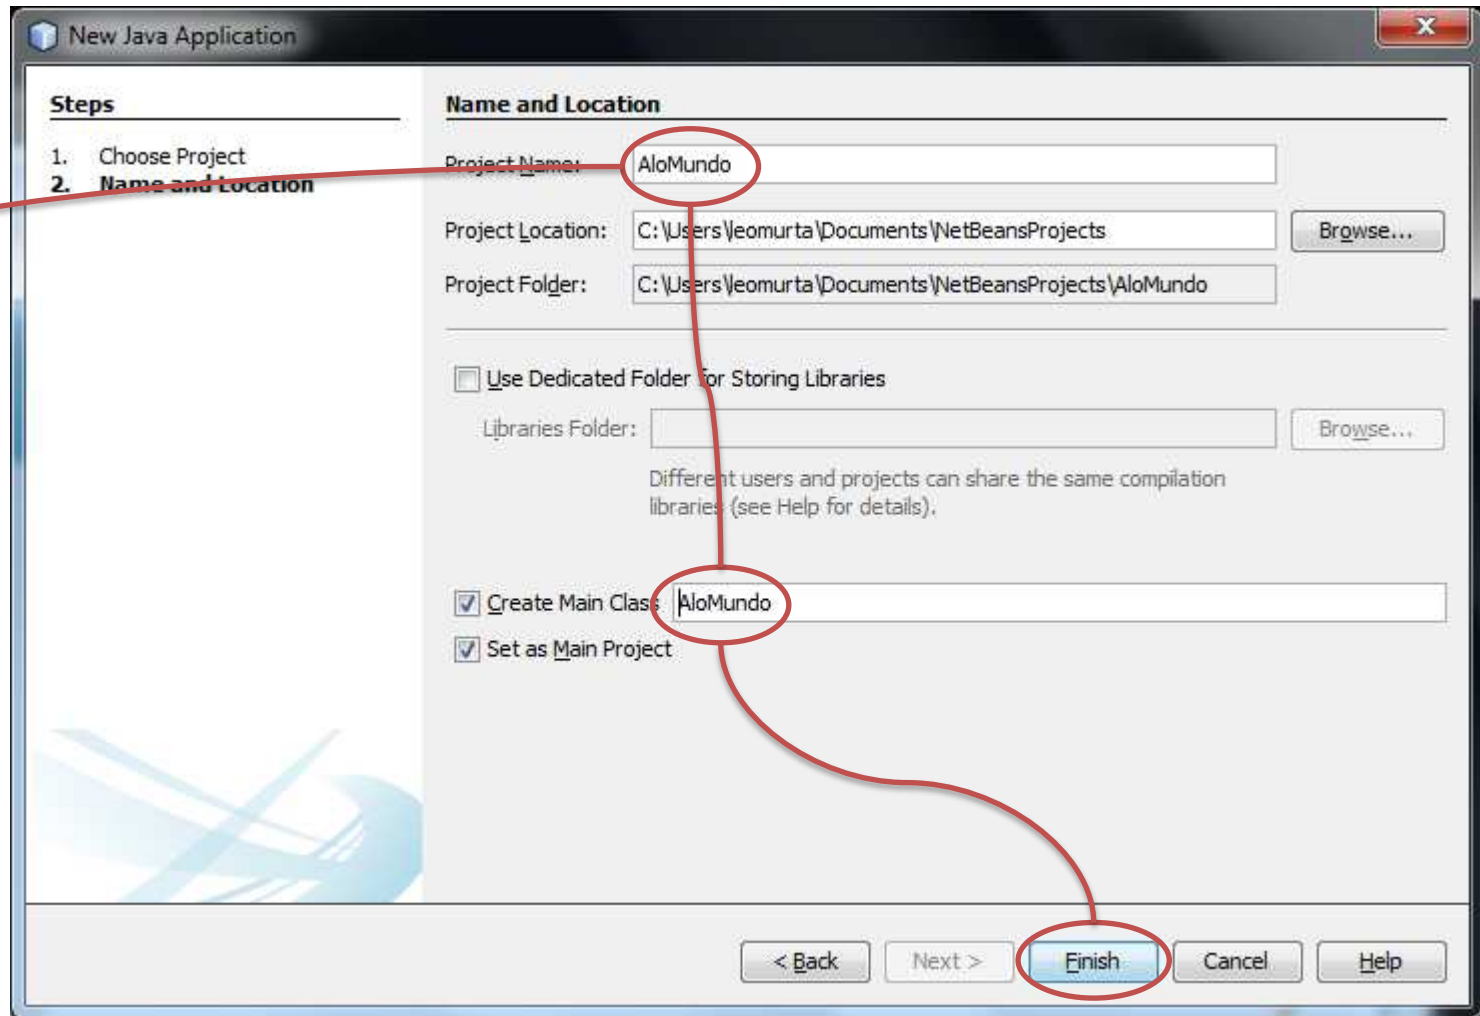 New Java Application
Steps
1. Choose Project
2. Name and Location
Name and Location
Project Name: AloMundo
Project Location: C:\Users\leomurta\Documents\NetBeansProjects Browse...
Project Folder: C:\Users\leomurta\Documents\NetBeansProjects\AloMundo
Use Dedicated Folder for Storing Libraries
Libraries Folder: Browse...
Different users and projects can share the same compilation
libraries (see Help for details).
Create Main Class AloMundo
Set as Main Project
< Back Next > Finish Cancel Help